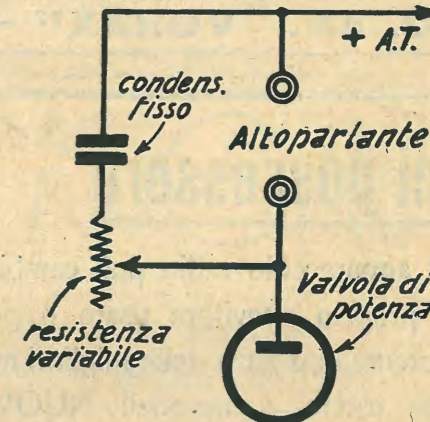 + A.T.
condens.
fisso
Altoparlante
Valvola di
potenza
resistenza
variabile